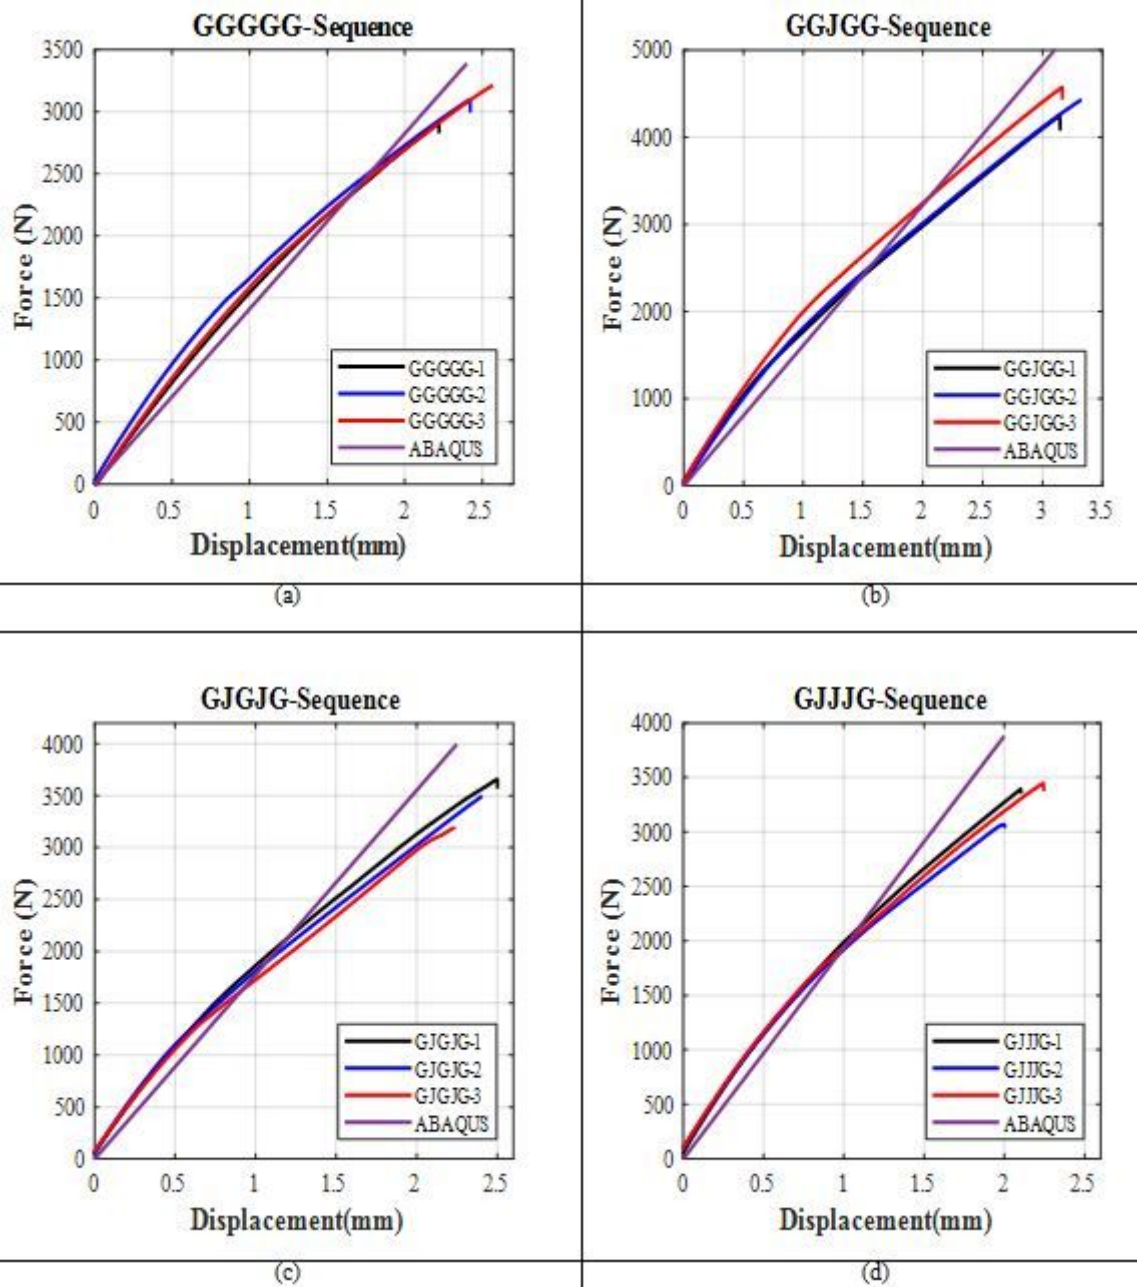 GGGGG-Sequence
3500
3000
2500
2000
1500
1000
500
0
Force (N)
0 0.5 1 1.5 2 2.5
Displacement(mm)
GGGGG-1
GGGGG-2
GGGGG-3
ABAQUS
(a)
GGJGG-Sequence
5000
4000
3000
2000
1000
0
Force (N)
0 0.5 1 1.5 2 2.5 3 3.5
Displacement(mm)
GGJGG-1
GGJGG-2
GGJGG-3
ABAQUS
(b)
GJGJG-Sequence
4000
3500
3000
2500
2000
1500
1000
500
0
Force (N)
0 0.5 1 1.5 2 2.5
Displacement(mm)
GJGJG-1
GJGJG-2
GJGJG-3
ABAQUS
(c)
GJJJG-Sequence
4000
3500
3000
2500
2000
1500
1000
500
0
Force (N)
0 0.5 1 1.5 2 2.5
Displacement(mm)
GJJJG-1
GJJJG-2
GJJJG-3
ABAQUS
(d)